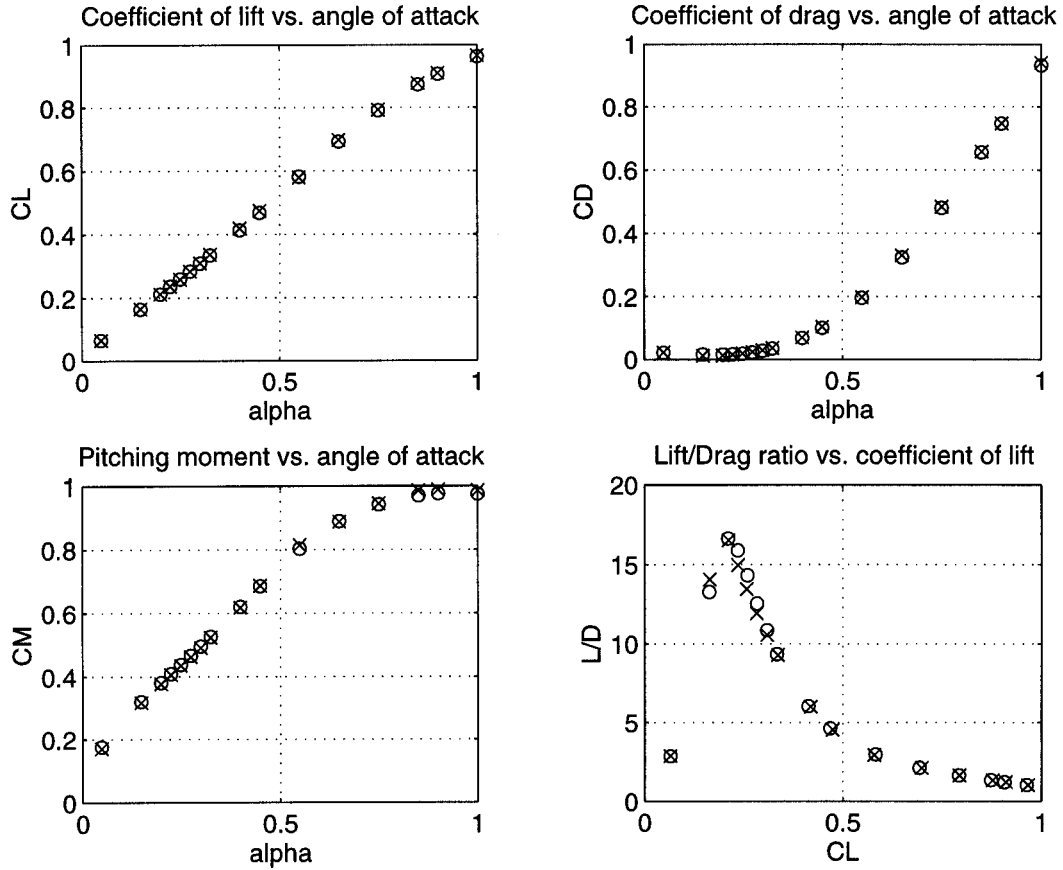 Coefficient of lift vs. angle of attack
1
0.8
0.6
0.4
0.2
0
CL
0
0.5
1
alpha
Coefficient of drag vs. angle of attack
1
0.8
0.6
0.4
0.2
0
CD
0
0.5
1
alpha
Pitching moment vs. angle of attack
1
0.8
0.6
0.4
0.2
0
CM
0
0.5
1
alpha
Lift/Drag ratio vs. coefficient of lift
20
15
10
5
0
L/D
0
0.5
1
CL